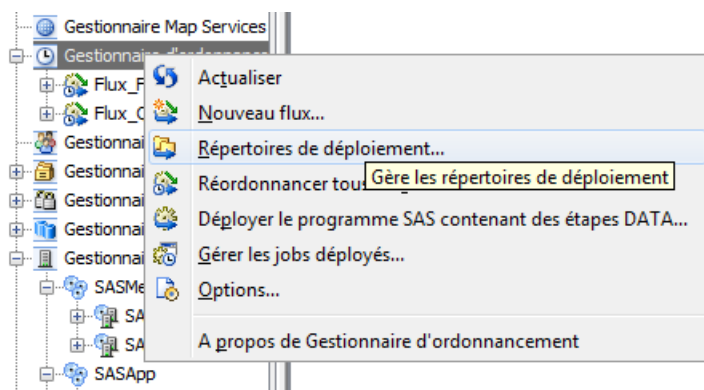 Gestionnaire Map Services
Gestionnaire d'ordonnance
Flux_F
Flux_C
Gestionnai
Gestionnai
Gestionnai
Gestionnai
Gestionnai
SASMe
SA
SA
SASApp
Actualiser
Nouveau flux...
Répertoires de déploiement...
Gère les répertoires de déploiement
Réordonnancer tous
Déployer le programme SAS contenant des étapes DATA...
Gérer les jobs déployés...
Options...
A propos de Gestionnaire d'ordonnancement